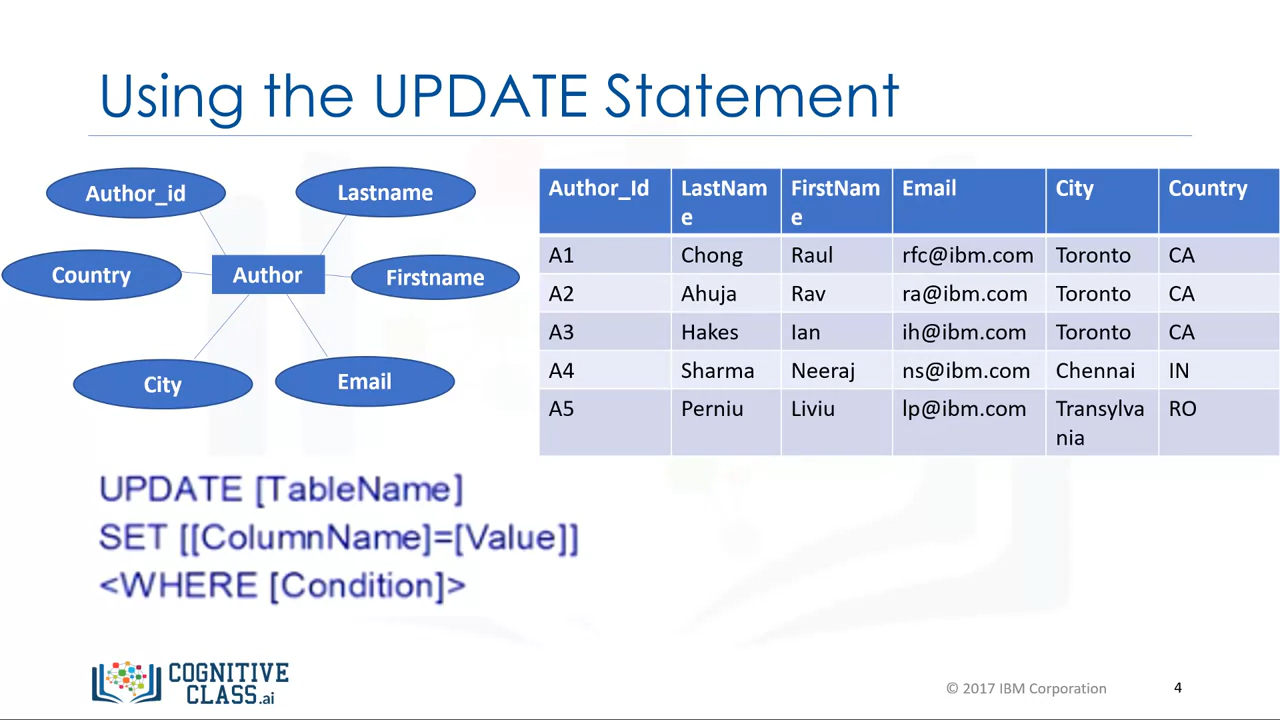 Using the UPDATE Statement
Author_id
Lastname
Country
Author
Firstname
City
Email
Author_Id LastNam FirstNam Email City Country
e e
A1 Chong Raul rfc@ibm.com Toronto CA
A2 Ahuja Rav ra@ibm.com Toronto CA
A3 Hakes Ian ih@ibm.com Toronto CA
A4 Sharma Neeraj ns@ibm.com Chennai IN
A5 Perniu Liviu lp@ibm.com Transylva RO
nia
UPDATE [TableName]
SET [[ColumnName]=[Value]]
<WHERE [Condition]>
COGNITIVE
CLASS.ai
© 2017 IBM Corporation
4